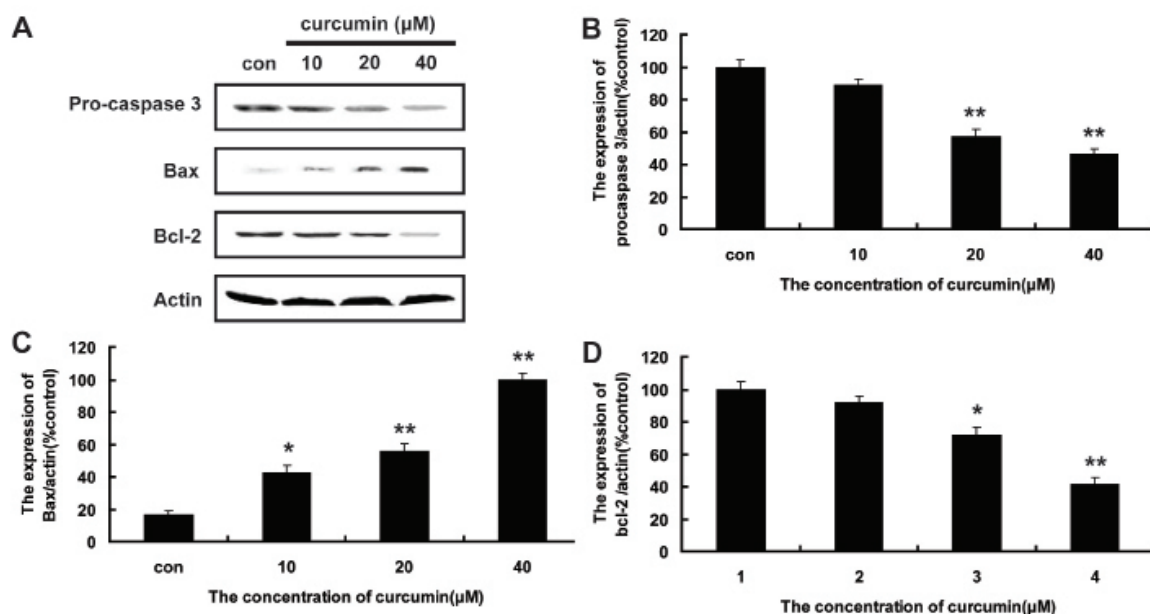 A
curcumin (µM)
con 10 20 40
Pro-caspase 3
Bax
Bcl-2
Actin
B
The expression of
procaspase 3/actin(%control)
120
100
80
60
40
20
0
** **
con 10 20 40
The concentration of curcumin(µM)
C
The expression of
Bax/actin(%control)
120
100
80
60
40
20
0
* ** **
con 10 20 40
The concentration of curcumin(µM)
D
The expression of
bcl-2 /actin(%control)
120
100
80
60
40
20
0
* **
1 2 3 4
The concentration of curcumin(µM)